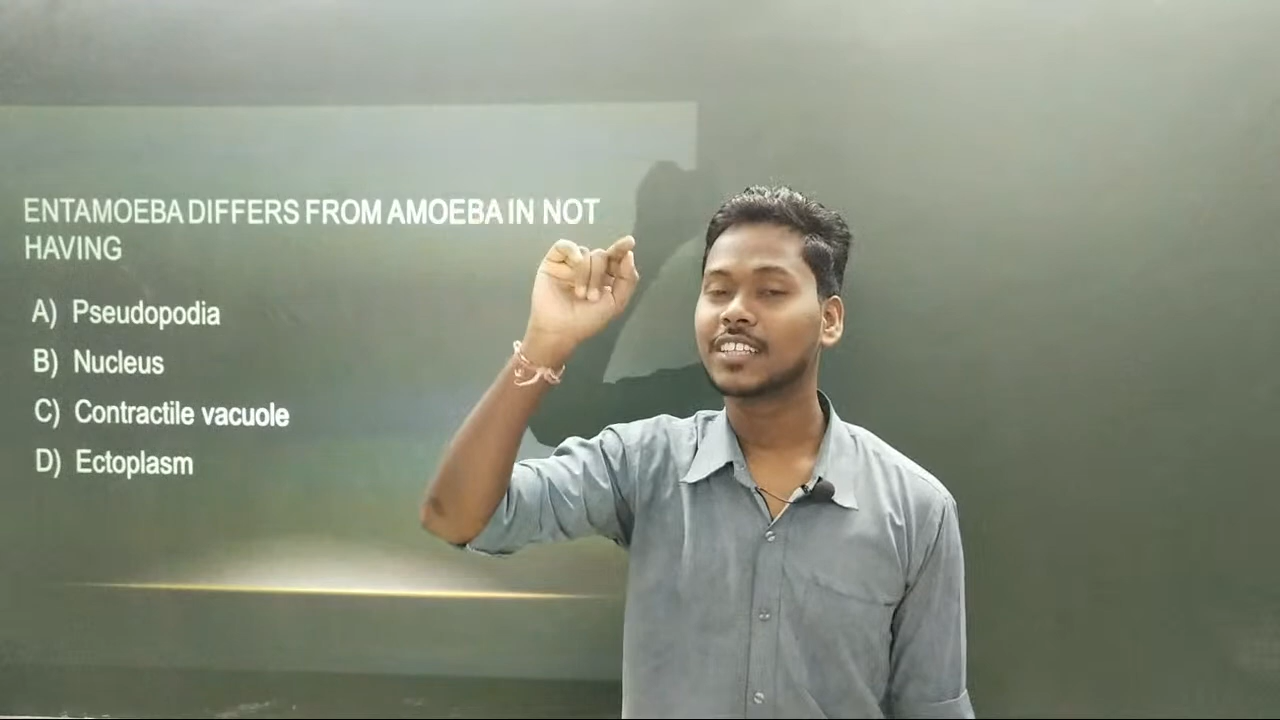 ENTAMOEBA DIFFERS FROM AMOEBA IN NOT
HAVING
A) Pseudopodia
B) Nucleus
C) Contractile vacuole
D) Ectoplasm